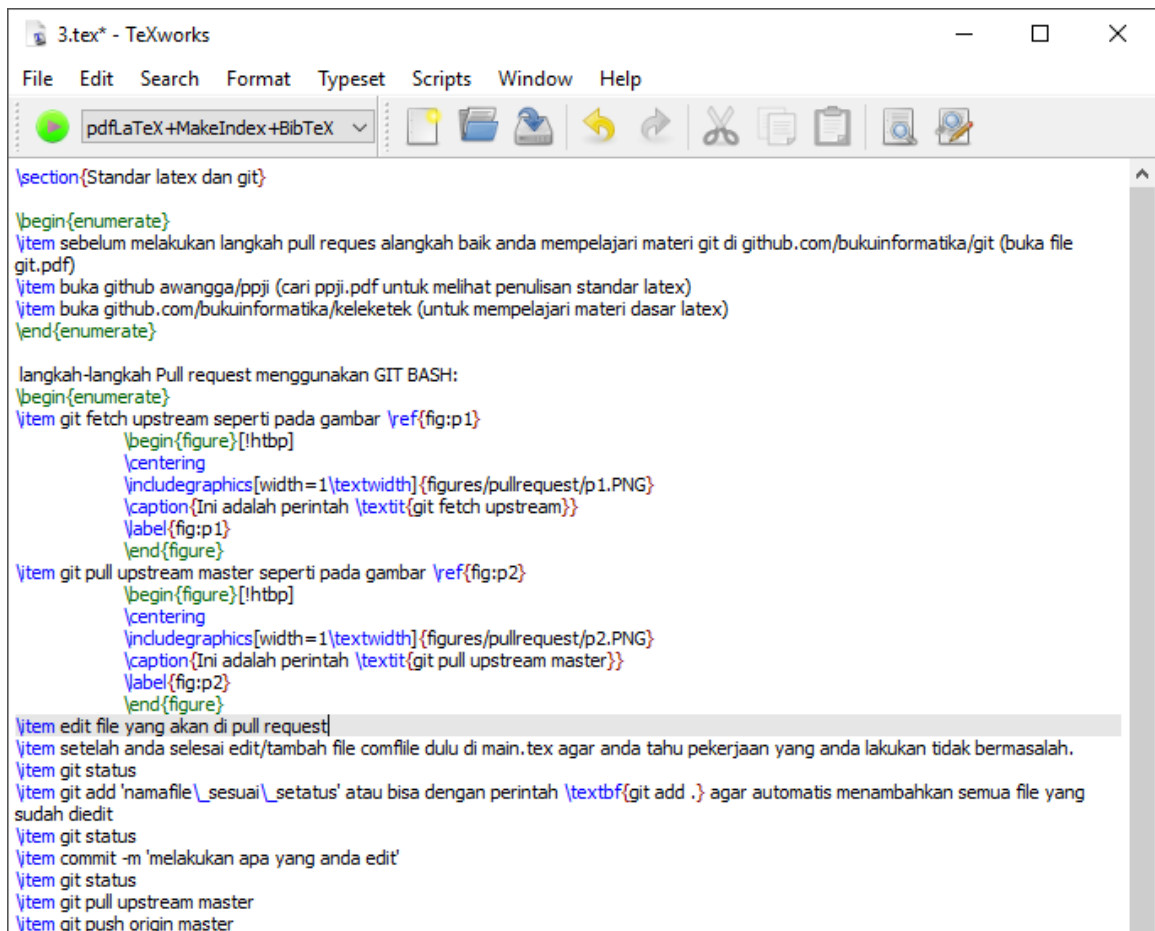 3.tex* - TeXworks
File Edit Search Format Typeset Scripts Window Help
pdfLaTeX+MakeIndex+BibTeX
\section{Standar latex dan git}
\begin{enumerate}
\item sebelum melakukan langkah pull reques alangkah baik anda mempelajari materi git di github.com/bukuinformatika/git (buka file
git.pdf)
\item buka github awangga/ppji (cari ppji.pdf untuk melihat penulisan standar latex)
\item buka github.com/bukuinformatika/keleketek (untuk mempelajari materi dasar latex)
\end{enumerate}
langkah-langkah Pull request menggunakan GIT BASH:
\begin{enumerate}
\item git fetch upstream seperti pada gambar \ref{fig:p1}
\begin{figure}[!htbp]
\centering
\includegraphics[width=1\textwidth]{figures/pullrequest/p1.PNG}
\caption{Ini adalah perintah \textit{git fetch upstream}}
\label{fig:p1}
\end{figure}
\item git pull upstream master seperti pada gambar \ref{fig:p2}
\begin{figure}[!htbp]
\centering
\includegraphics[width=1\textwidth]{figures/pullrequest/p2.PNG}
\caption{Ini adalah perintah \textit{git pull upstream master}}
\label{fig:p2}
\end{figure}
\item edit file yang akan di pull request
\item setelah anda selesai edit/tambah file comflile dulu di main.tex agar anda tahu pekerjaan yang anda lakukan tidak bermasalah.
\item git status
\item git add 'namafile\_sesuai\_setatus' atau bisa dengan perintah \textbf{git add .} agar automatis menambahkan semua file yang
sudah diedit
\item git status
\item commit -m 'melakukan apa yang anda edit'
\item git status
\item git pull upstream master
\item git push origin master